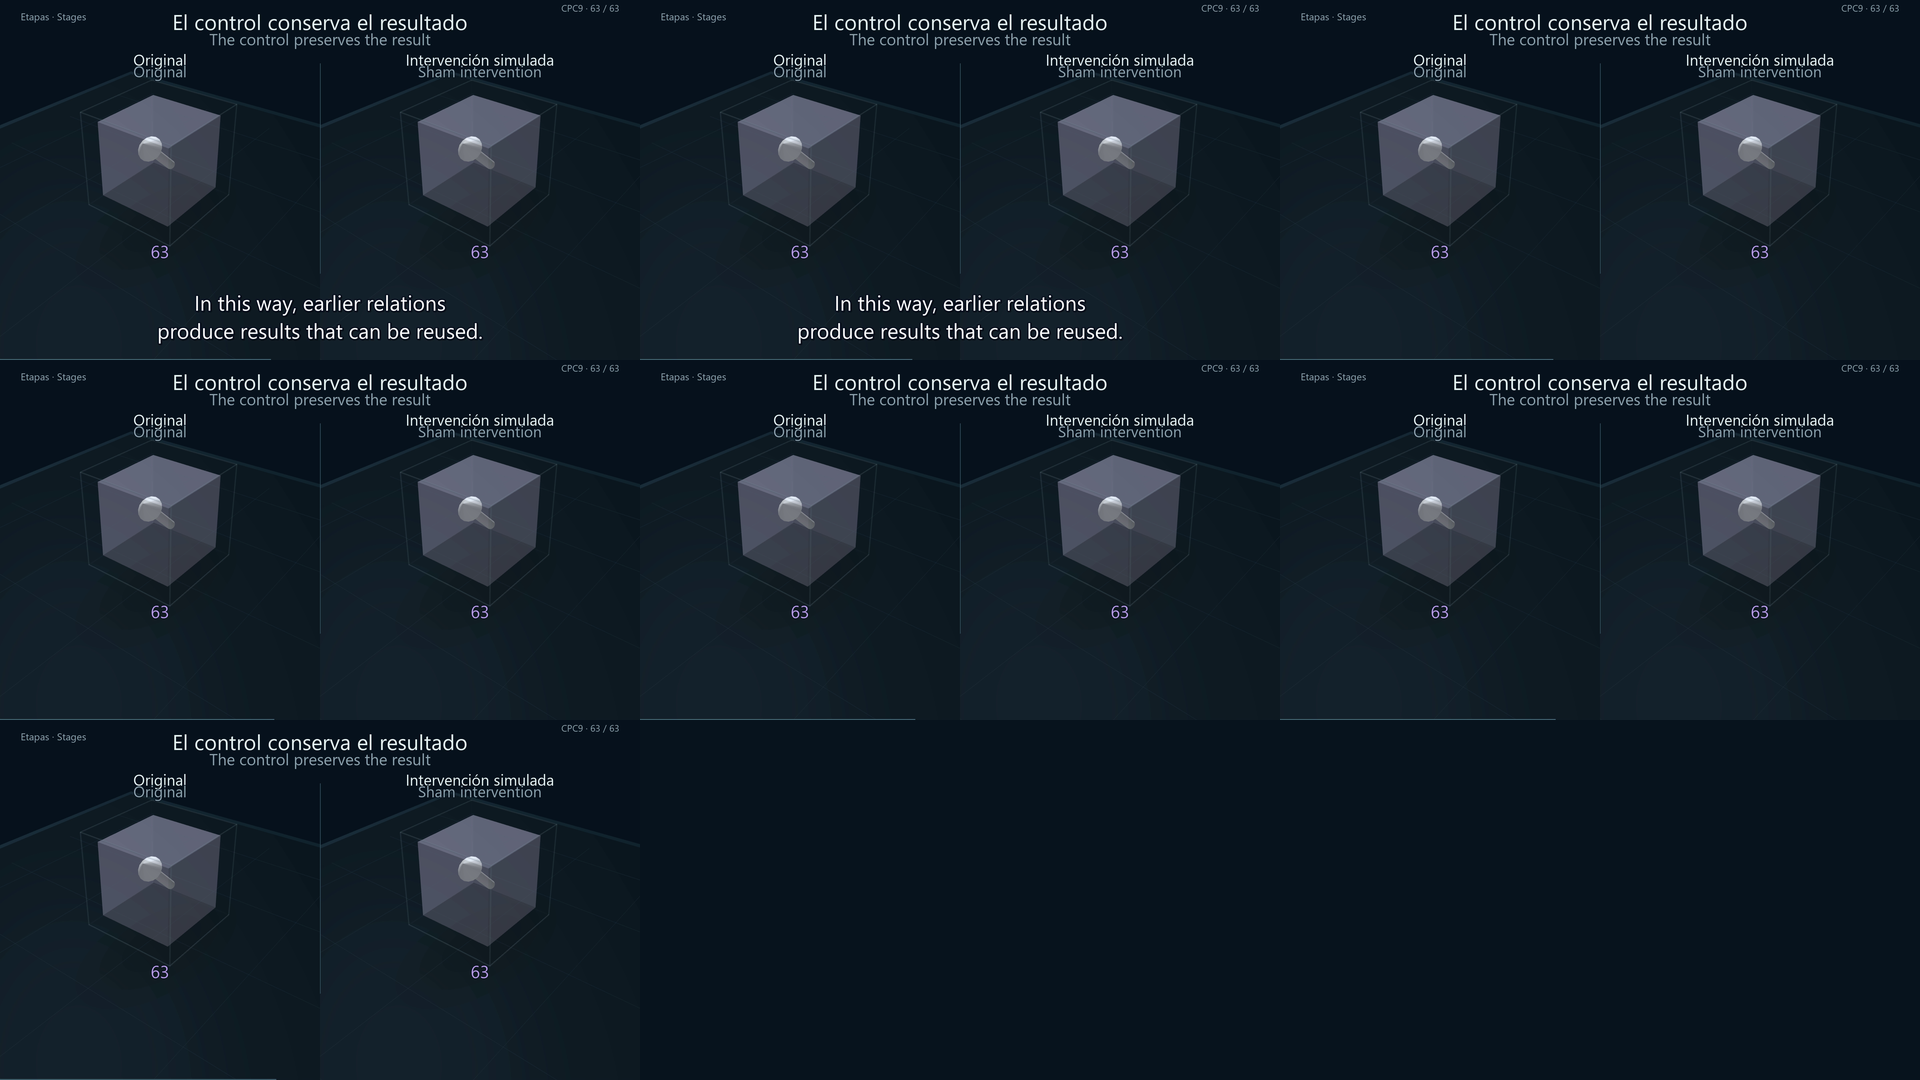 Etapas · Stages
CPC9 · 63 / 63
El control conserva el resultado
The control preserves the result
Original
Original
Intervención simulada
Sham intervention
63
63
In this way, earlier relations
produce results that can be reused.
Etapas · Stages
CPC9 · 63 / 63
El control conserva el resultado
The control preserves the result
Original
Original
Intervención simulada
Sham intervention
63
63
In this way, earlier relations
produce results that can be reused.
Etapas · Stages
CPC9 · 63 / 63
El control conserva el resultado
The control preserves the result
Original
Original
Intervención simulada
Sham intervention
63
63
Etapas · Stages
CPC9 · 63 / 63
El control conserva el resultado
The control preserves the result
Original
Original
Intervención simulada
Sham intervention
63
63
Etapas · Stages
CPC9 · 63 / 63
El control conserva el resultado
The control preserves the result
Original
Original
Intervención simulada
Sham intervention
63
63
Etapas · Stages
CPC9 · 63 / 63
El control conserva el resultado
The control preserves the result
Original
Original
Intervención simulada
Sham intervention
63
63
Etapas · Stages
CPC9 · 63 / 63
El control conserva el resultado
The control preserves the result
Original
Original
Intervención simulada
Sham intervention
63
63